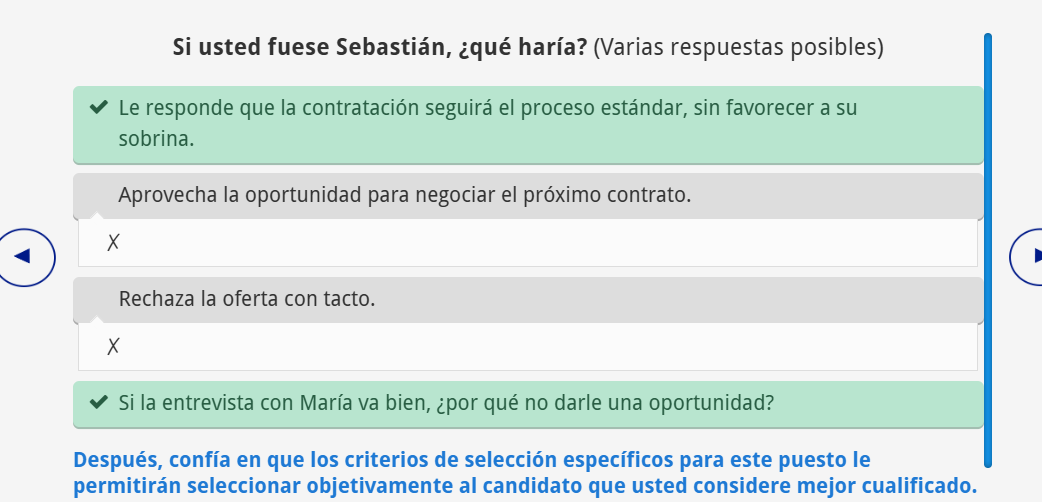 Si usted fuese Sebastián, ¿qué haría? (Varias respuestas posibles)
✔ Le responde que la contratación seguirá el proceso estándar, sin favorecer a su
sobrina.
Aprovecha la oportunidad para negociar el próximo contrato.
X
Rechaza la oferta con tacto.
X
✔ Si la entrevista con María va bien, ¿por qué no darle una oportunidad?
Después, confía en que los criterios de selección específicos para este puesto le
permitirán seleccionar objetivamente al candidato que usted considere mejor cualificado.